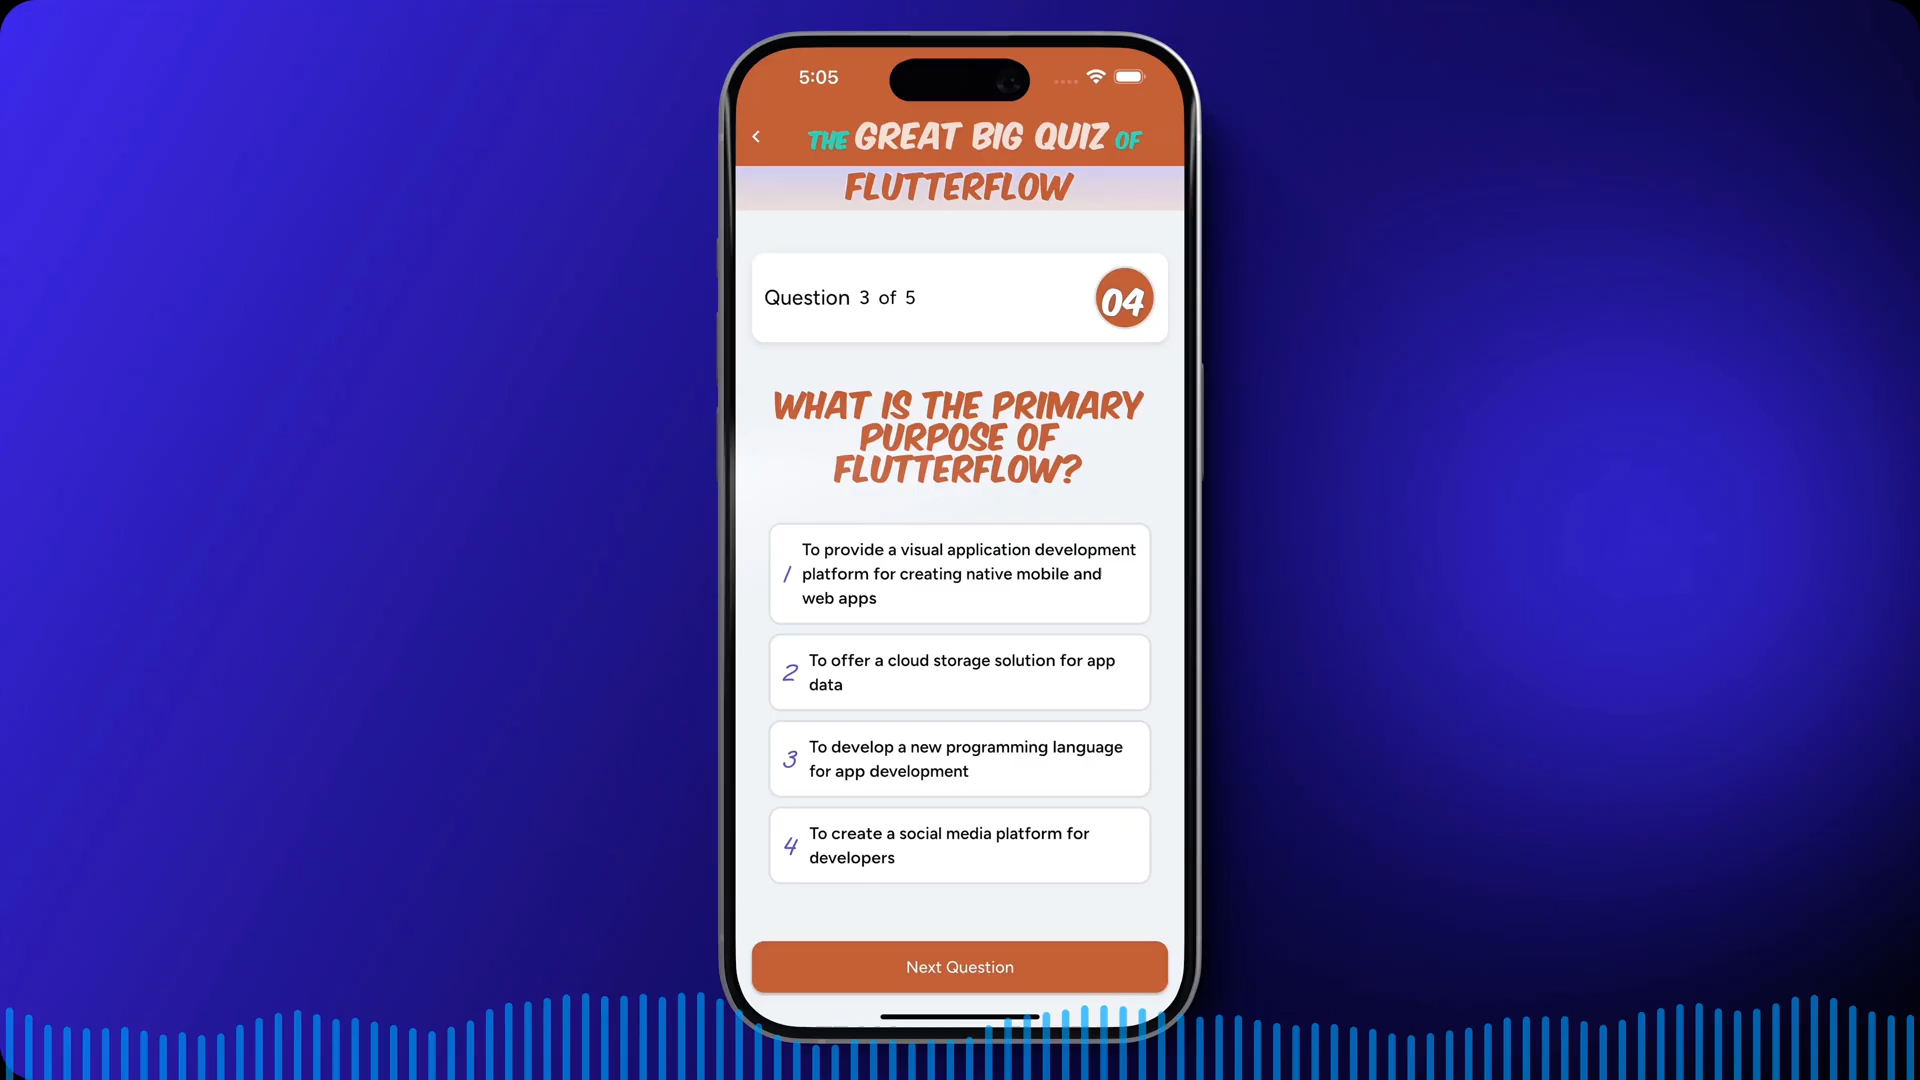 5:05
THE GREAT BIG QUIZ OF
FLUTTERFLOW
Question 3 of 5
04
WHAT IS THE PRIMARY
PURPOSE OF
FLUTTERFLOW?
1 To provide a visual application development
platform for creating native mobile and
web apps
2 To offer a cloud storage solution for app
data
3 To develop a new programming language
for app development
4 To create a social media platform for
developers
Next Question